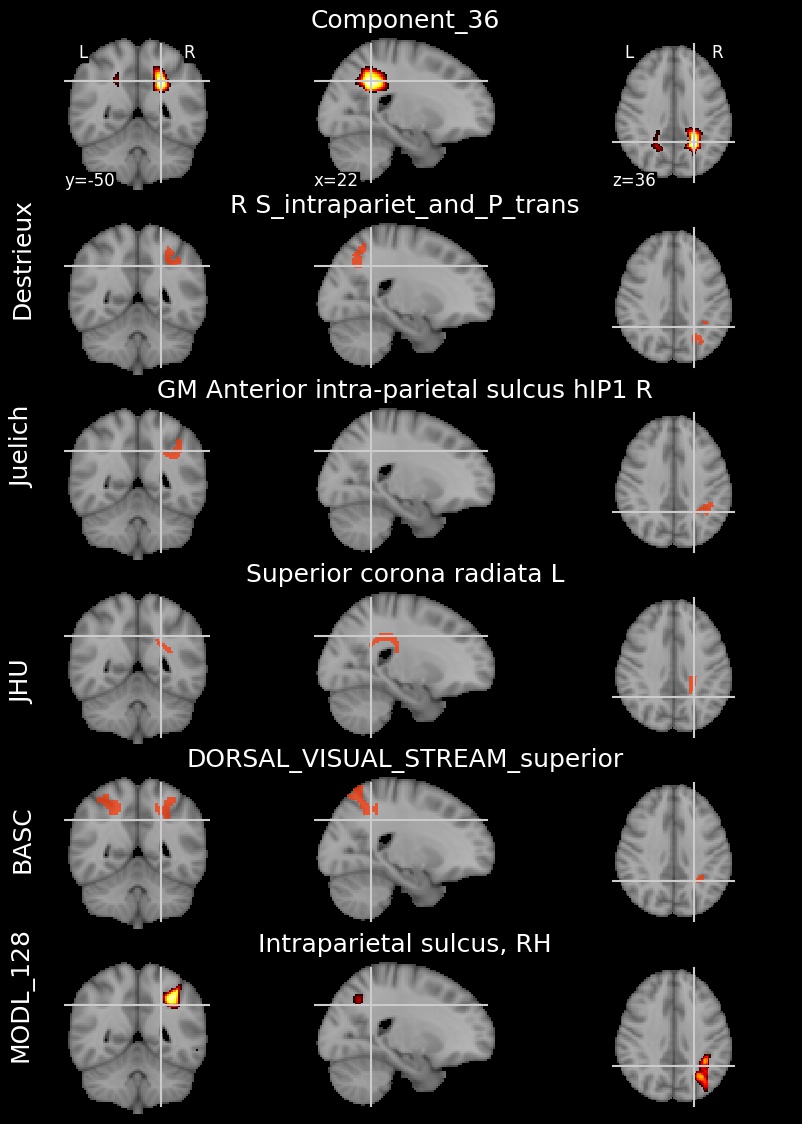 Component_36
L
R
L
R
y=-50
x=22
z=36
Destrieux
R S_intrapariet_and_P_trans
Juelich
GM Anterior intra-parietal sulcus hIP1 R
JHU
Superior corona radiata L
BASC
DORSAL_VISUAL_STREAM_superior
MODL_128
Intraparietal sulcus, RH